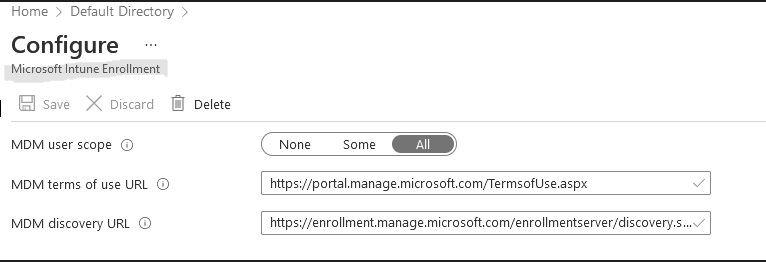 Home > Default Directory >
Configure ...
Microsoft Intune Enrollment
Save Discard Delete
MDM user scope None Some All
MDM terms of use URL https://portal.manage.microsoft.com/TermsofUse.aspx
MDM discovery URL https://enrollment.manage.microsoft.com/enrollmentserver/discovery.s...